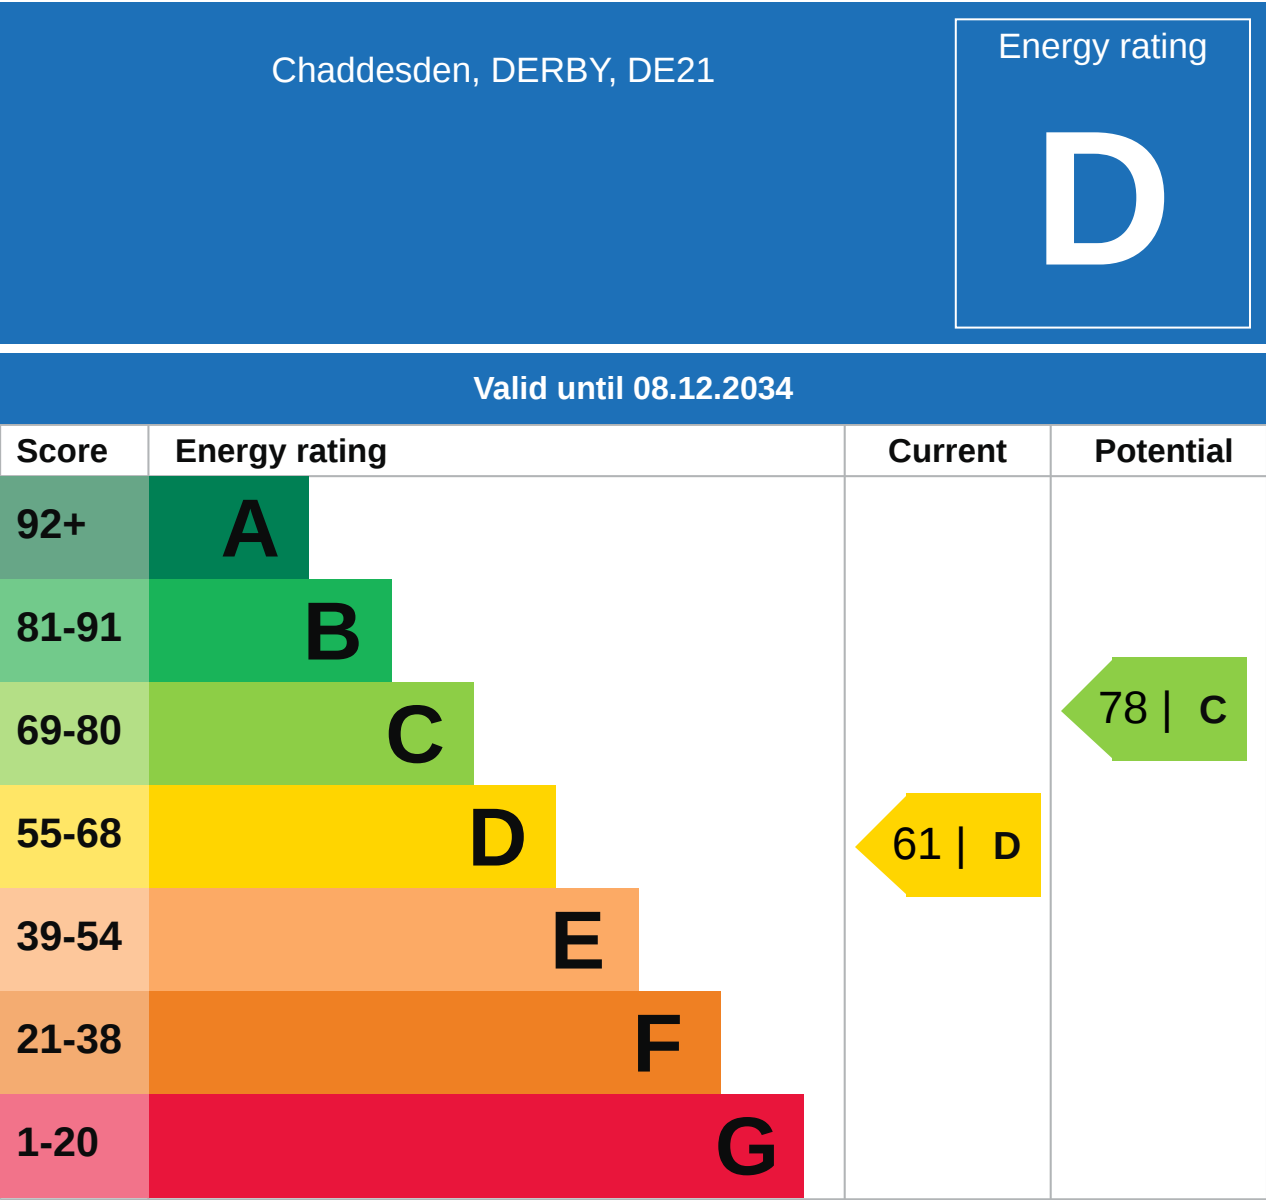 Chaddesden, DERBY, DE21
Energy rating
D
Valid until 08.12.2034
Score Energy rating Current Potential
92+ A
81-91 B
69-80 C
78 | C
55-68 D
61 | D
39-54 E
21-38 F
1-20 G